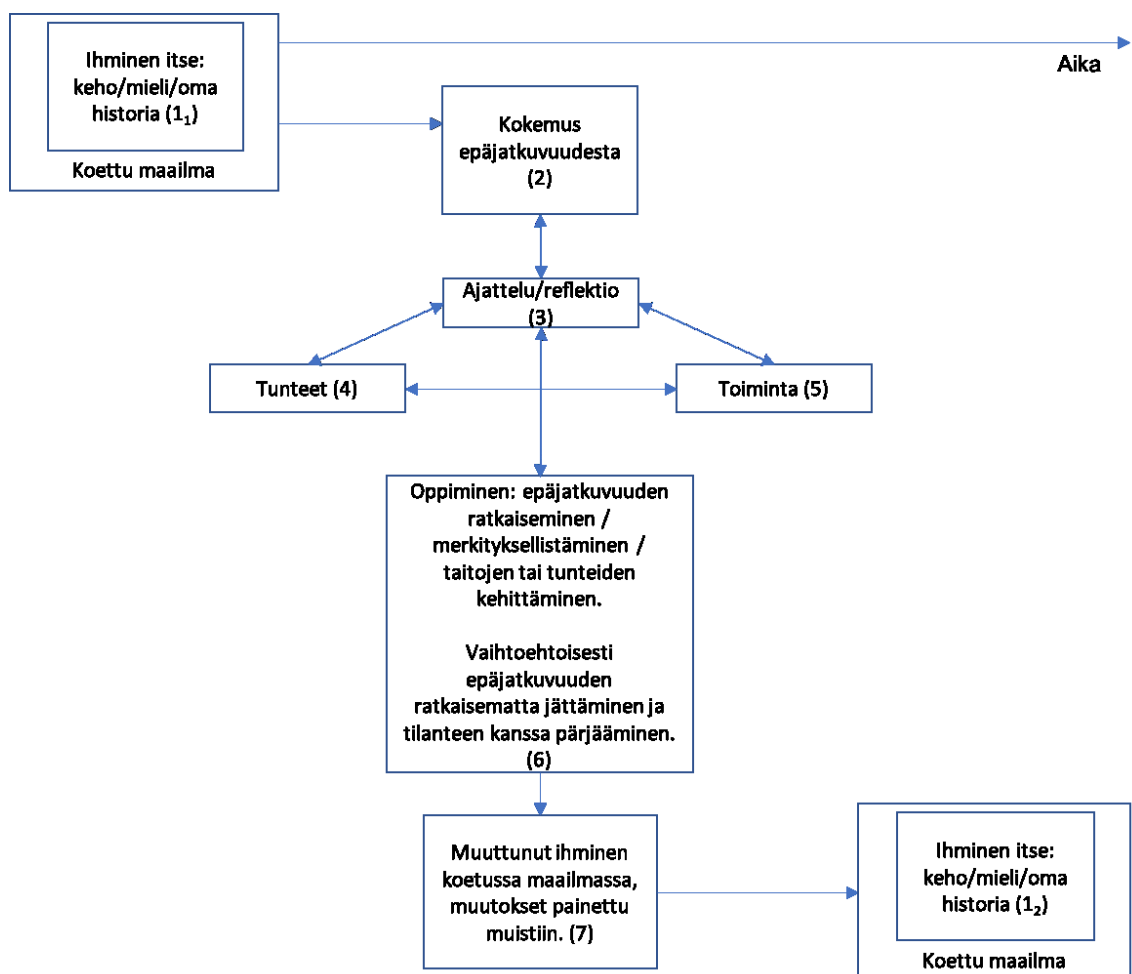 Ihminen itse:
keho/mieli/oma
historia (1₁)
Koettu maailma
Aika
Kokemus
epäjatkuvuudesta
(2)
Ajattelu/reflektio
(3)
Tunteet (4)
Toiminta (5)
Oppiminen: epäjatkuvuuden
ratkaiseminen /
merkityksellistäminen /
taitojen tai tunteiden
kehittäminen.
Vaihtoehtoisesti
epäjatkuvuuden
ratkaisematta jättäminen ja
tilanteen kanssa pärjääminen.
(6)
Muuttunut ihminen
koetussa maailmassa,
muutokset painettu
muistiin. (7)
Ihminen itse:
keho/mieli/oma
historia (1₂)
Koettu maailma